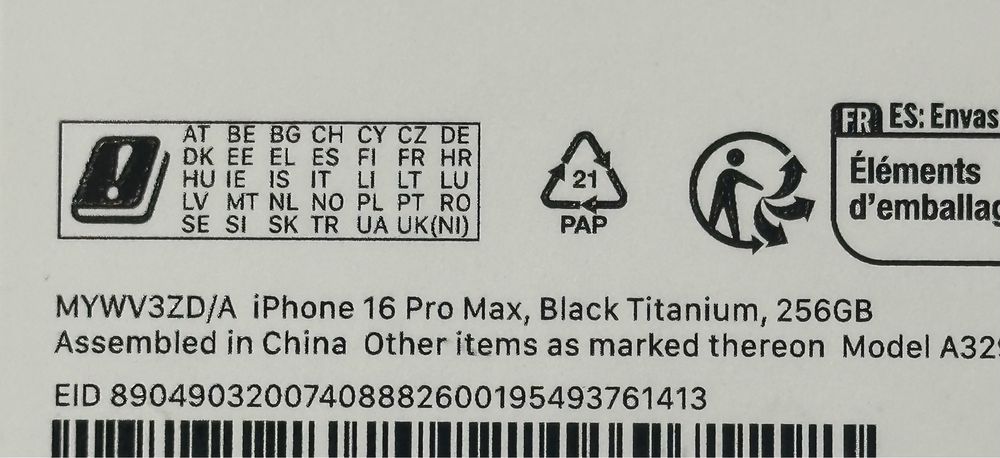 AT BE BG CH CY CZ DE
DK EE EL ES FI FR HR
HU IE IS IT LI LT LU
LV MT NL NO PL PT RO
SE SI SK TR UA UK(NI)
21
PAP
FR ES: Envas
Éléments
d'emballag
MYWV3ZD/A iPhone 16 Pro Max, Black Titanium, 256GB
Assembled in China Other items as marked thereon Model A329
EID 89049032007408882600195493761413